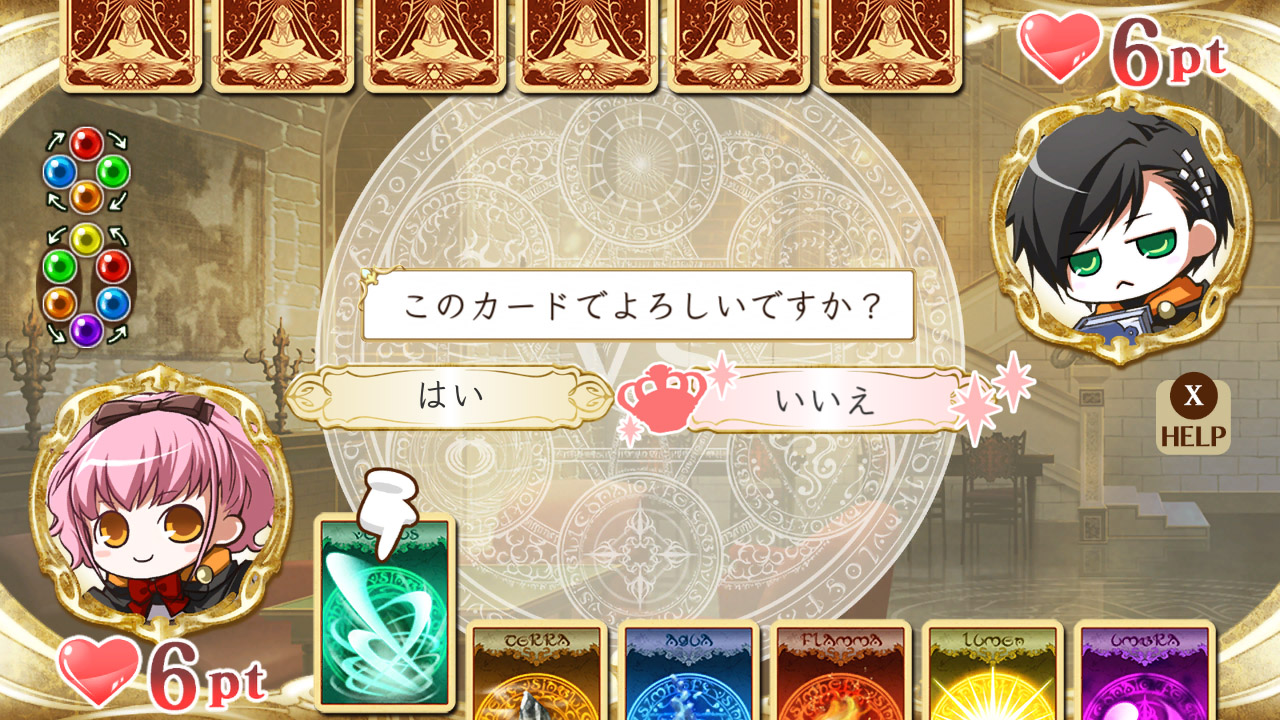 6pt
このカードでよろしいですか？
はい
いいえ
X
HELP
TERRA
AQUA
FLAMMA
LUMEN
UMBRA
6pt